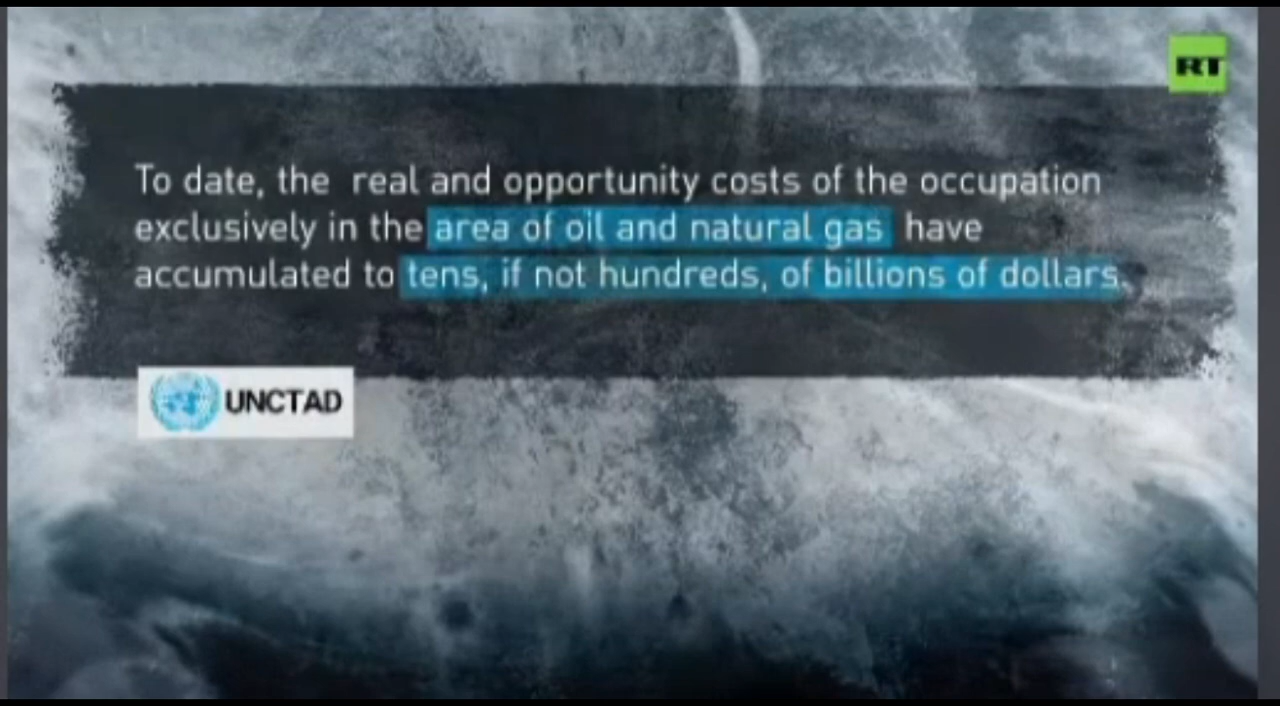 RT
To date, the real and opportunity costs of the occupation
exclusively in the area of oil and natural gas have
accumulated to tens, if not hundreds, of billions of dollars.
UNCTAD